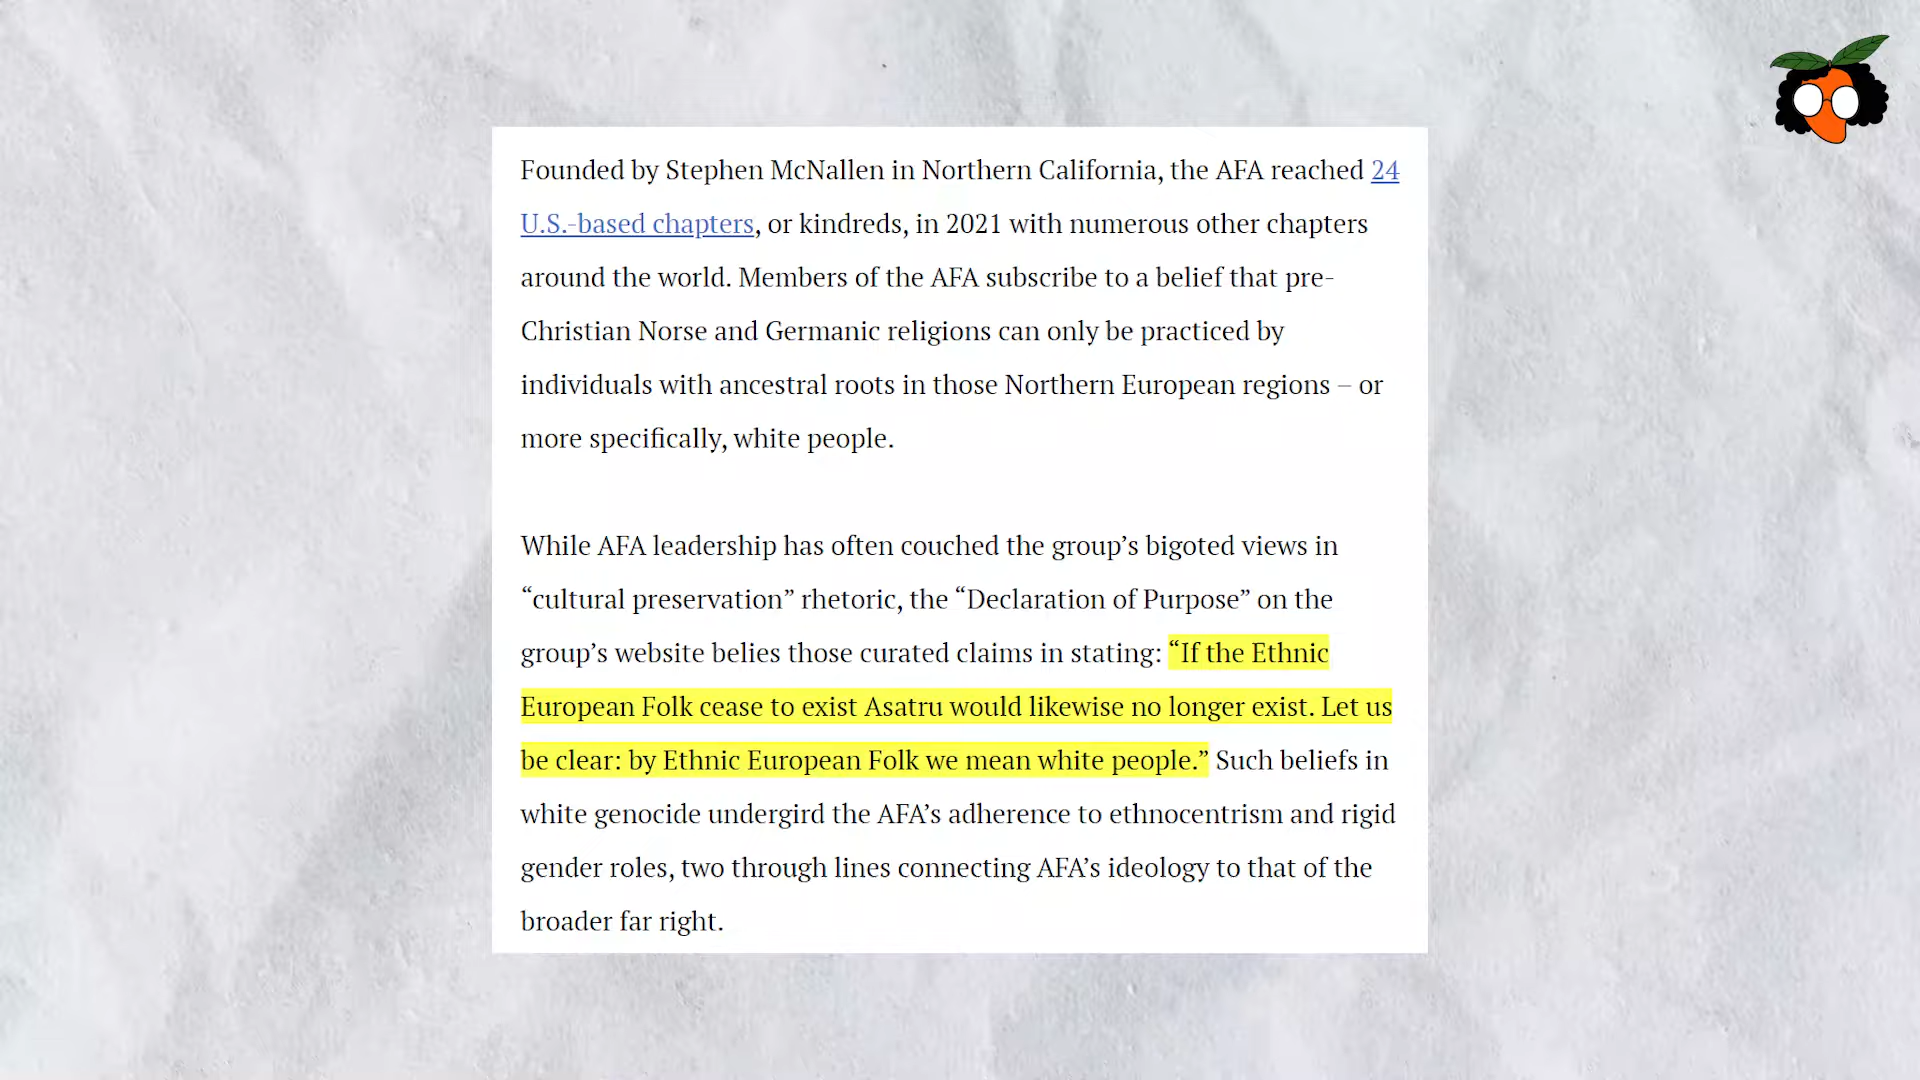 Founded by Stephen McNallen in Northern California, the AFA reached 24
U.S.-based chapters, or kindreds, in 2021 with numerous other chapters
around the world. Members of the AFA subscribe to a belief that pre-
Christian Norse and Germanic religions can only be practiced by
individuals with ancestral roots in those Northern European regions – or
more specifically, white people.
While AFA leadership has often couched the group’s bigoted views in
“cultural preservation” rhetoric, the “Declaration of Purpose” on the
group’s website belies those curated claims in stating: “If the Ethnic
European Folk cease to exist Asatru would likewise no longer exist. Let us
be clear: by Ethnic European Folk we mean white people.” Such beliefs in
white genocide undergird the AFA’s adherence to ethnocentrism and rigid
gender roles, two through lines connecting AFA’s ideology to that of the
broader far right.